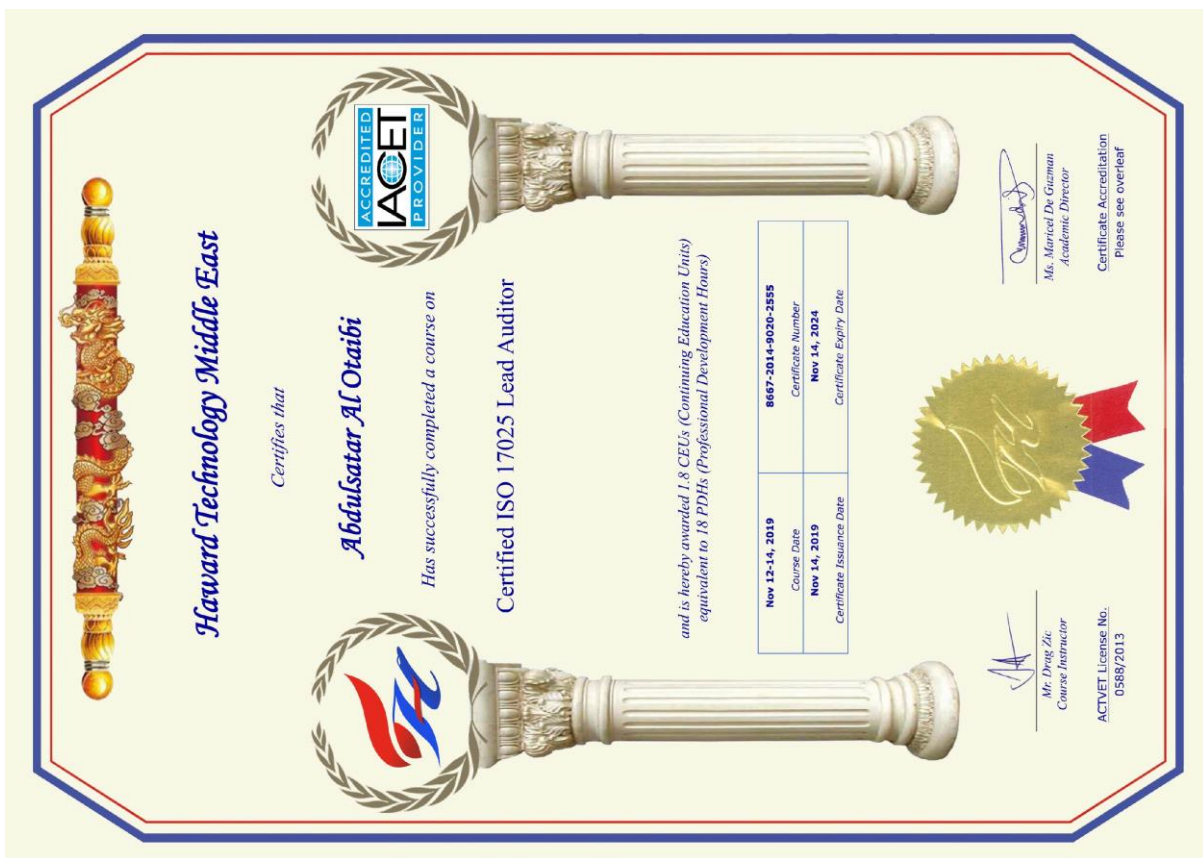 Haward Technology Middle East
Certifies that
Abdulsatar Al Otaibi
Has successfully completed a course on
Certified ISO 17025 Lead Auditor
ACCREDITED
IACET
PROVIDER
and is hereby awarded 1.8 CEUs (Continuing Education Units)
equivalent to 18 PDHs (Professional Development Hours)
Nov 12-14, 2019
8667-2014-9020-2555
Course Date
Certificate Number
Nov 14, 2019
Nov 14, 2024
Certificate Issuance Date
Certificate Expiry Date
Mr. Drag Zic
Course Instructor
ACTVET License No.
0588/2013
Ms. Maricel De Guzman
Academic Director
Certificate Accreditation
Please see overleaf